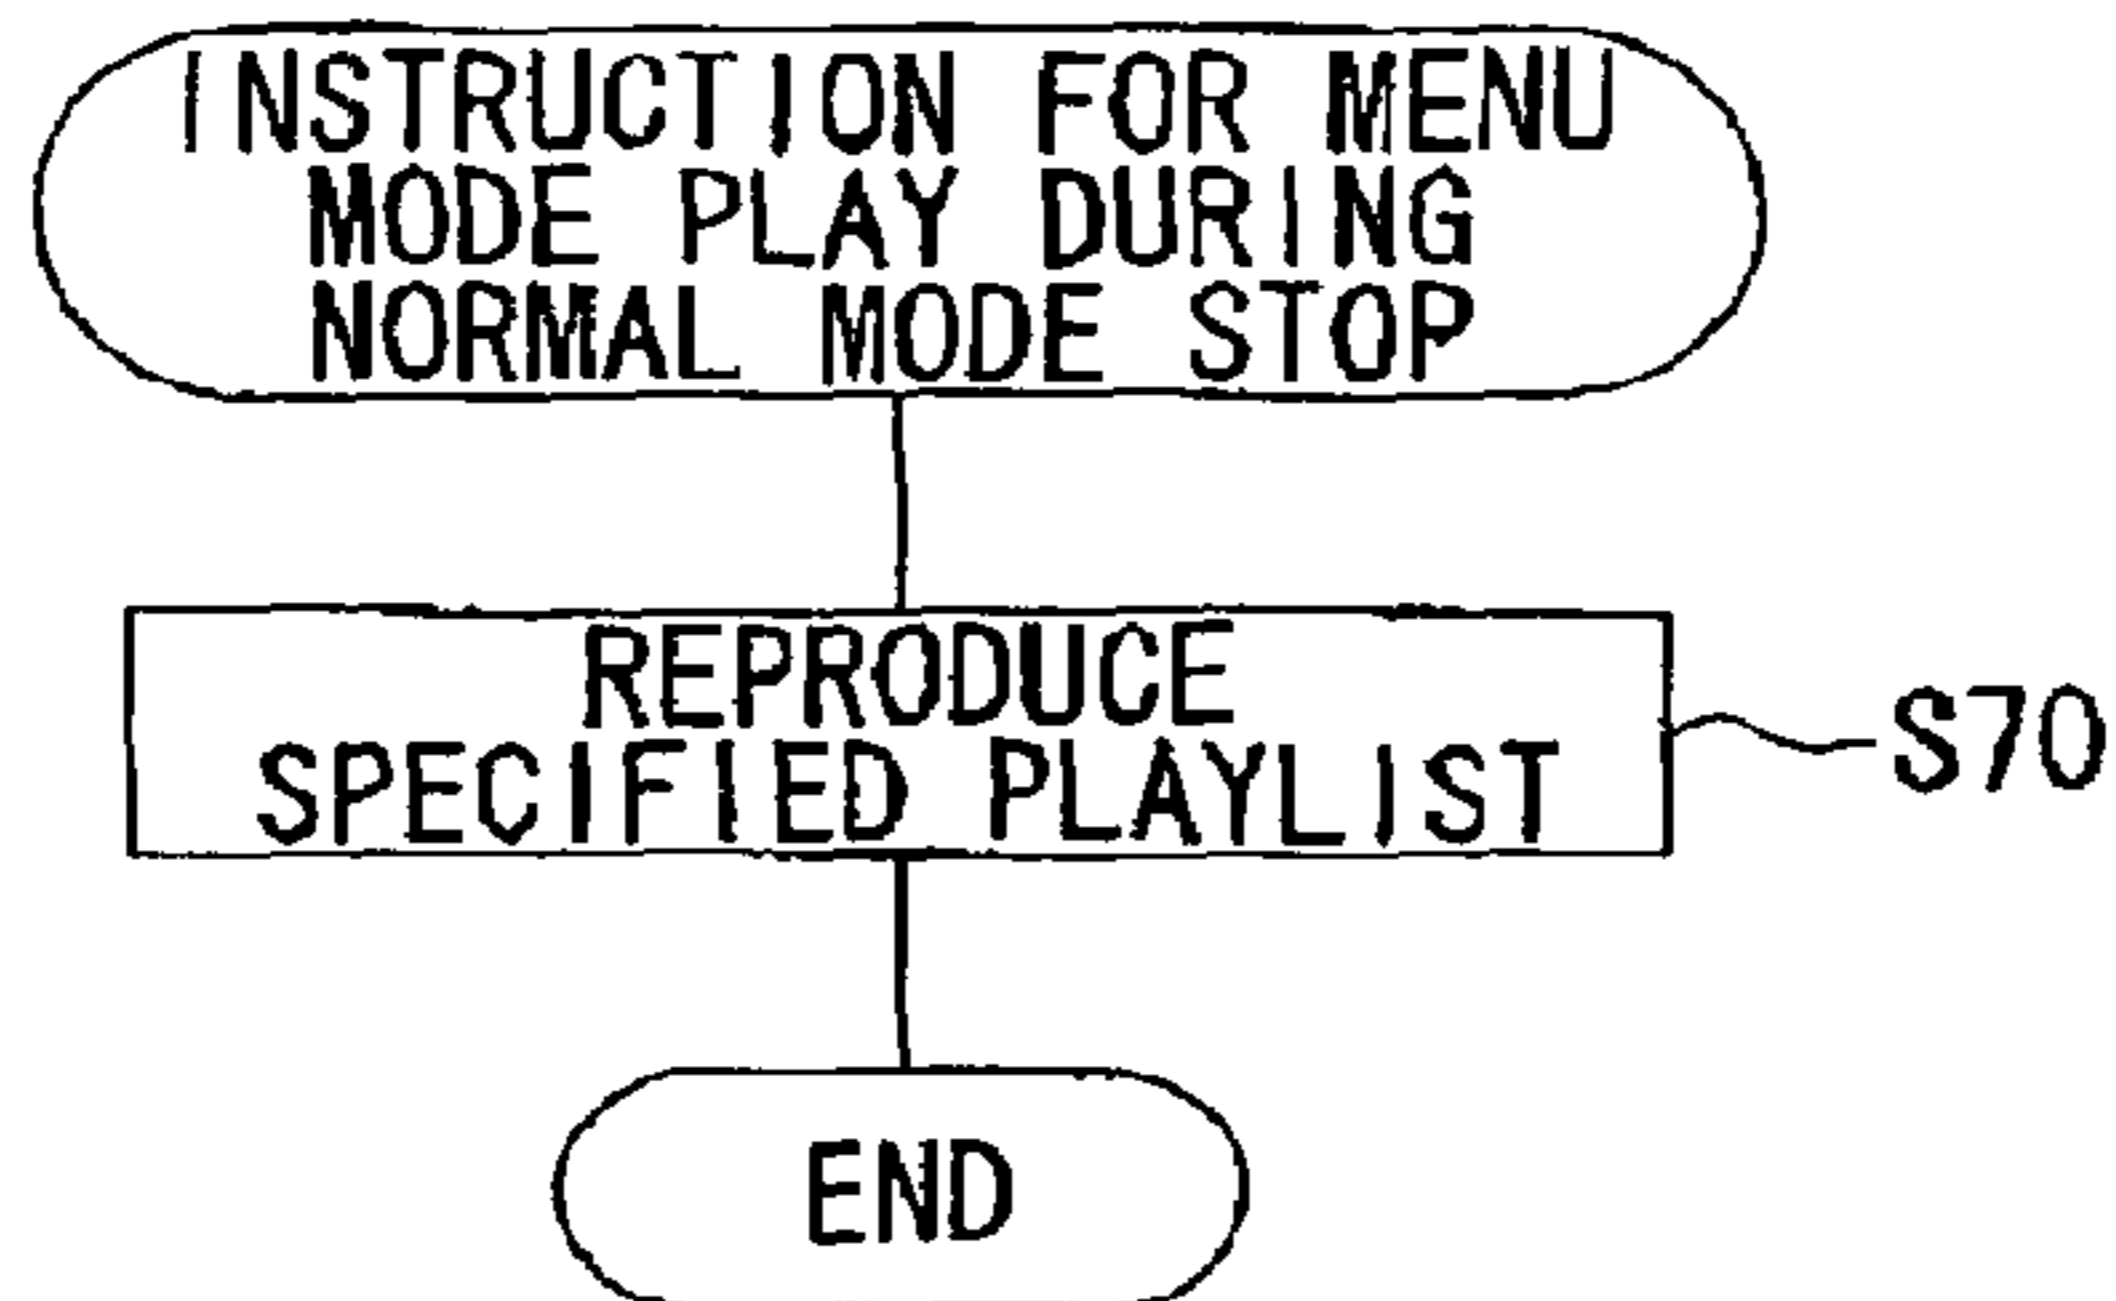 INSTRUCTION FOR MENU
MODE PLAY DURING
NORMAL MODE STOP
REPRODUCE
SPECIFIED PLAYLIST
S70
END